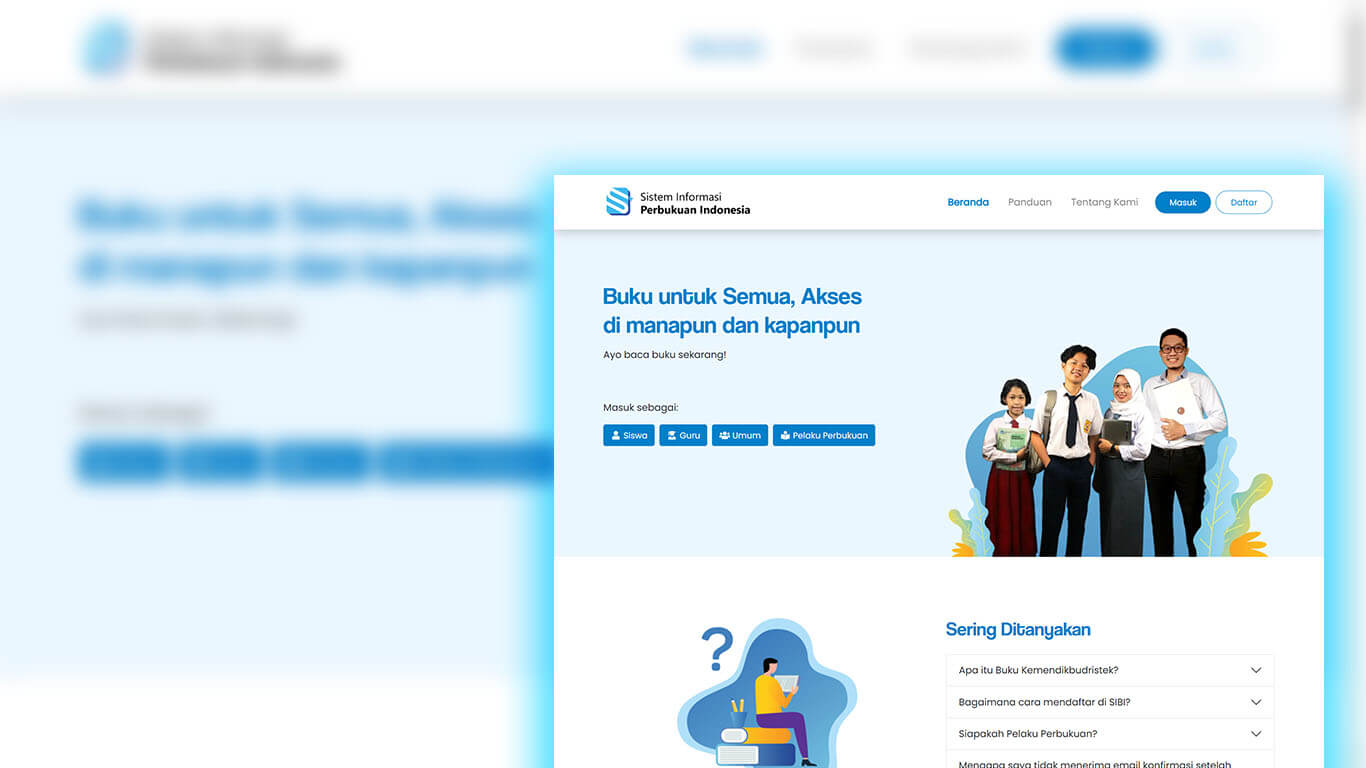 Sistem Informasi
Perbukuan Indonesia
Beranda Panduan Tentang Kami Masuk Daftar
Buku untuk Semua, Akses
di manapun dan kapanpun
Ayo baca buku sekarang!
Masuk sebagai:
Siswa Guru Umum Pelaku Perbukuan
?
Sering Ditanyakan
Apa itu Buku Kemendikbudristek?
Bagaimana cara mendaftar di SIBI?
Siapakah Pelaku Perbukuan?
Mengapa saya tidak menerima email konfirmasi setelah